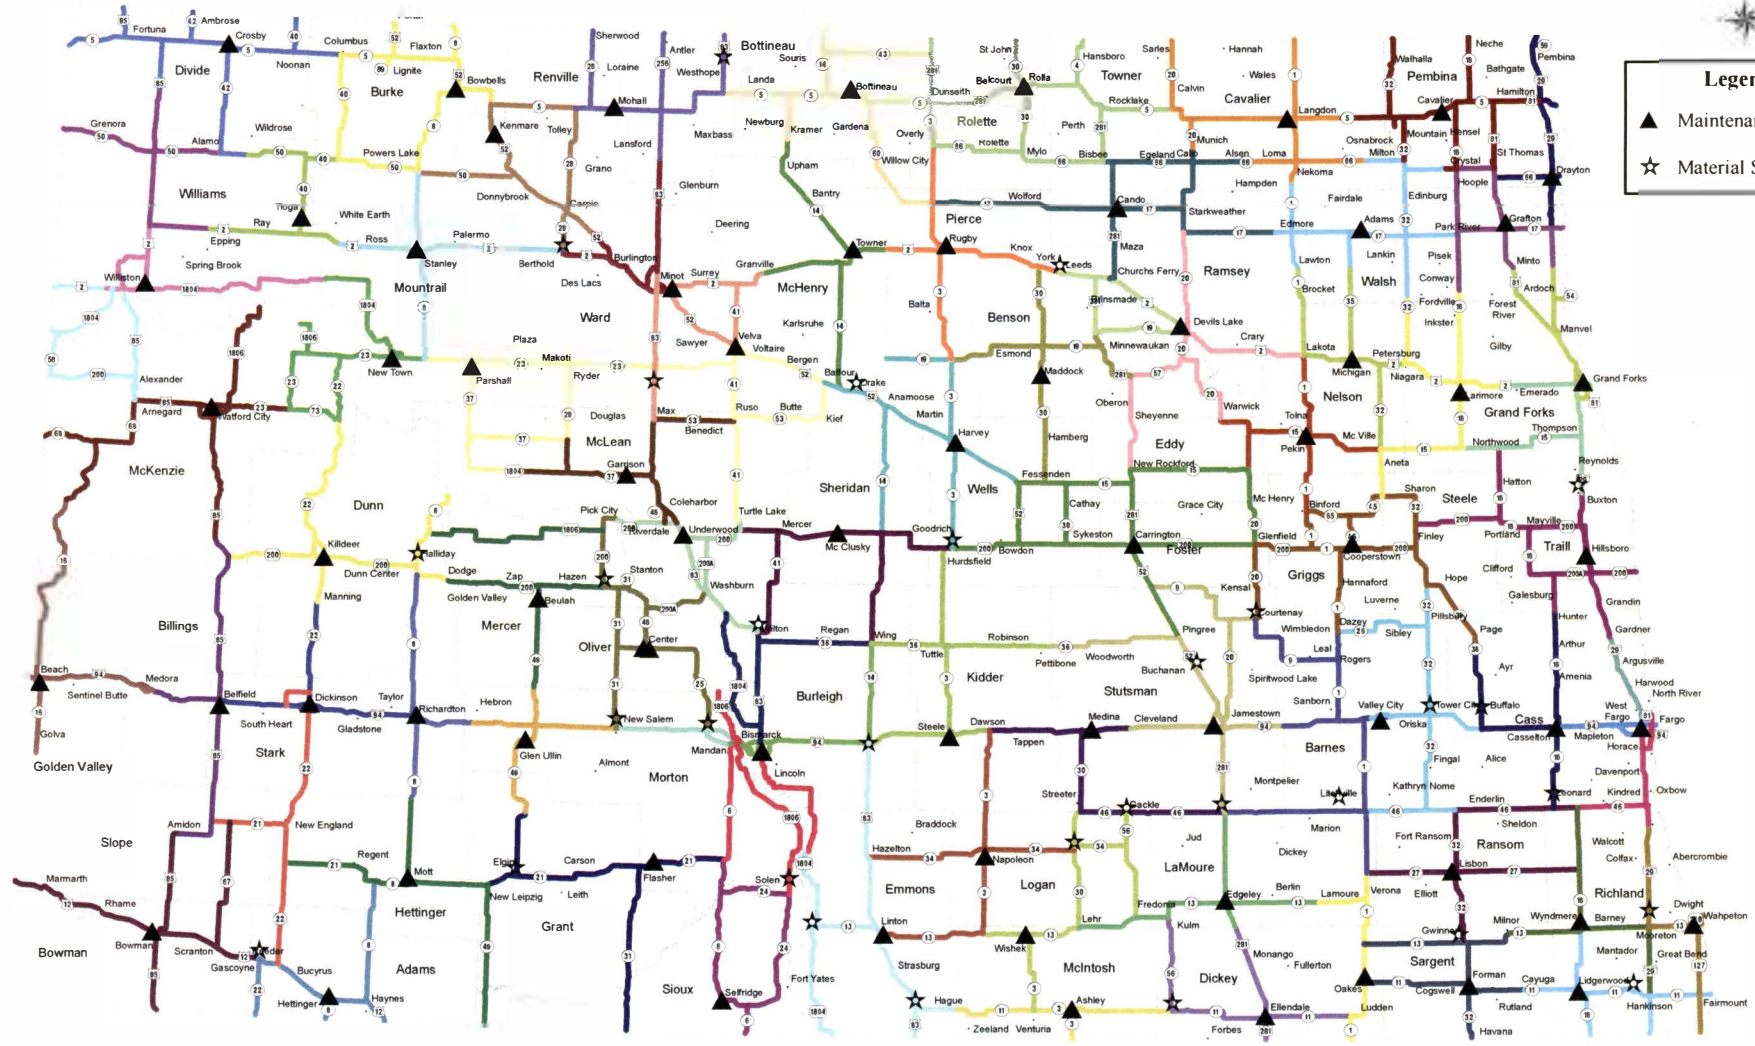 Legen
Maintena
Material S
Fortuna
Ambrose
Crosby
Noonan
Columbus
Flaxton
Lignite
Bowbells
Divide
Burke
Renville
Sherwood
Loraine
Mohall
Antler
Westhope
Bottineau
Souris
Landa
Bottineau
Newburg
Kramer
Gardena
Overly
Willow City
Maxbass
Lansford
Dunseith
St John
Belcourt
Rolla
Rolette
Rolette
Mylo
Hansboro
Towner
Rocklake
Perth
Bisbee
Egeland
Sarles
Calvin
Hannah
Wales
Cavalier
Langdon
Munich
Alsen
Loma
Nekoma
Hampden
Osnabrock
Milton
Walhalla
Neche
Pembina
Bathgate
Pembina
Hamilton
Cavalier
Mountain
Hensel
Crystal
St Thomas
Hoople
Drayton
Edinburg
Grenora
Alamo
Wildrose
Powers Lake
Kenmare
Tolley
Grano
Donnybrook
Carpio
Glenburn
Deering
Upham
Bantry
Williams
Tioga
Ray
Epping
White Earth
Ross
Palermo
Stanley
Berthold
Des Lacs
Burlington
Minot
Surrey
Granville
Towner
Rugby
Pierce
Wolford
Knox
York
Leeds
Cando
Maza
Churchs Ferry
Starkweather
Ramsey
Edmore
Fairdale
Adams
Lankin
Lawton
Brocket
Walsh
Park River
Pisek
Conway
Fordville
Inkster
Grafton
Minto
Ardoch
Forest
River
Manvel
Gilby
Spring Brook
Williston
Mountrail
Ward
McHenry
Balta
Benson
Brinsmade
Devils Lake
Minnewaukan
Crary
Lakota
Michigan
Petersburg
Niagara
Larimore
Emerado
Grand Forks
Grand Forks
Alexander
Arnegard
Watford City
New Town
Parshall
Plaza
Makoti
Ryder
Douglas
Max
Benedict
Sawyer
Velva
Voltaire
Karlsruhe
Bergen
Balfour
Drake
Ruso
Butte
Kief
Anamoose
Martin
Harvey
Esmond
Maddock
Hamberg
Oberon
Sheyenne
Warwick
Tolna
Pekin
Nelson
Mc Ville
Aneta
Northwood
Thompson
Reynolds
McKenzie
Dunn
McLean
Garrison
Coleharbor
Sheridan
Wells
Fessenden
Cathay
Sykeston
Eddy
New Rockford
Grace City
Mc Henry
Binford
Sharon
Steele
Hatton
Buxton
Mayville
Portland
Killdeer
Halliday
Dunn Center
Manning
Dodge
Golden Valley
Zap
Beulah
Hazen
Stanton
Pick City
Riverdale
Underwood
Turtle Lake
Mercer
Mc Clusky
Goodrich
Hurdsfield
Bowdon
Carrington
Foster
Glenfield
Cooperstown
Finley
Traill
Hillsboro
Clifford
Galesburg
Griggs
Hannaford
Luverne
Hope
Pillsbury
Page
Hunter
Grandin
Gardner
Arthur
Argusville
Washburn
Wilton
Billings
Mercer
Oliver
Center
Regan
Wing
Tuttle
Robinson
Pettibone
Woodworth
Pingree
Buchanan
Kensal
Courtenay
Wimbledon
Dazey
Sibley
Leal
Rogers
Spiritwood Lake
Ayr
Amenia
Harwood
North River
Beach
Sentinel Butte
Medora
Belfield
South Heart
Dickinson
Gladstone
Taylor
Richardton
Hebron
Glen Ullin
Almont
New Salem
Mandan
Bismarck
Lincoln
Burleigh
Kidder
Steele
Dawson
Tappen
Stutsman
Medina
Cleveland
Jamestown
Sanborn
Valley City
Oriska
Tower City
Buffalo
Cass
Casselton
Mapleton
West
Fargo
Fargo
Horace
Golva
Golden Valley
Stark
Morton
Streeter
Gackle
Montpelier
Litchville
Barnes
Fingal
Kathryn
Nome
Alice
Leonard
Enderlin
Davenport
Kindred
Oxbow
Slope
Amidon
New England
Regent
Mott
Elgin
New Leipzig
Carson
Leith
Flasher
Solen
Braddock
Hazelton
Napoleon
Jud
Marion
Dickey
LaMoure
Fort Ransom
Sheldon
Lisbon
Ransom
Elliott
Walcott
Colfax
Abercrombie
Marmarth
Rhame
Bowman
Bowman
Scranton
Gascoyne
Reeder
Bucyrus
Hettinger
Haynes
Hettinger
Adams
Grant
Sioux
Selfridge
Fort Yates
Emmons
Linton
Strasburg
Hague
Logan
Lehr
Wishek
McIntosh
Zeeland
Venturia
Ashley
Fredonia
Kulm
Edgeley
Berlin
Lamoure
Verona
Monango
Fullerton
Dickey
Forbes
Ellendale
Oakes
Ludden
Gwinner
Milnor
Sargent
Forman
Cogswell
Cayuga
Rutland
Havana
Wyndmere
Barney
Richland
Dwight
Wahpeton
Mooreton
Mantador
Great Bend
Lidgerwood
Hankinson
Fairmount